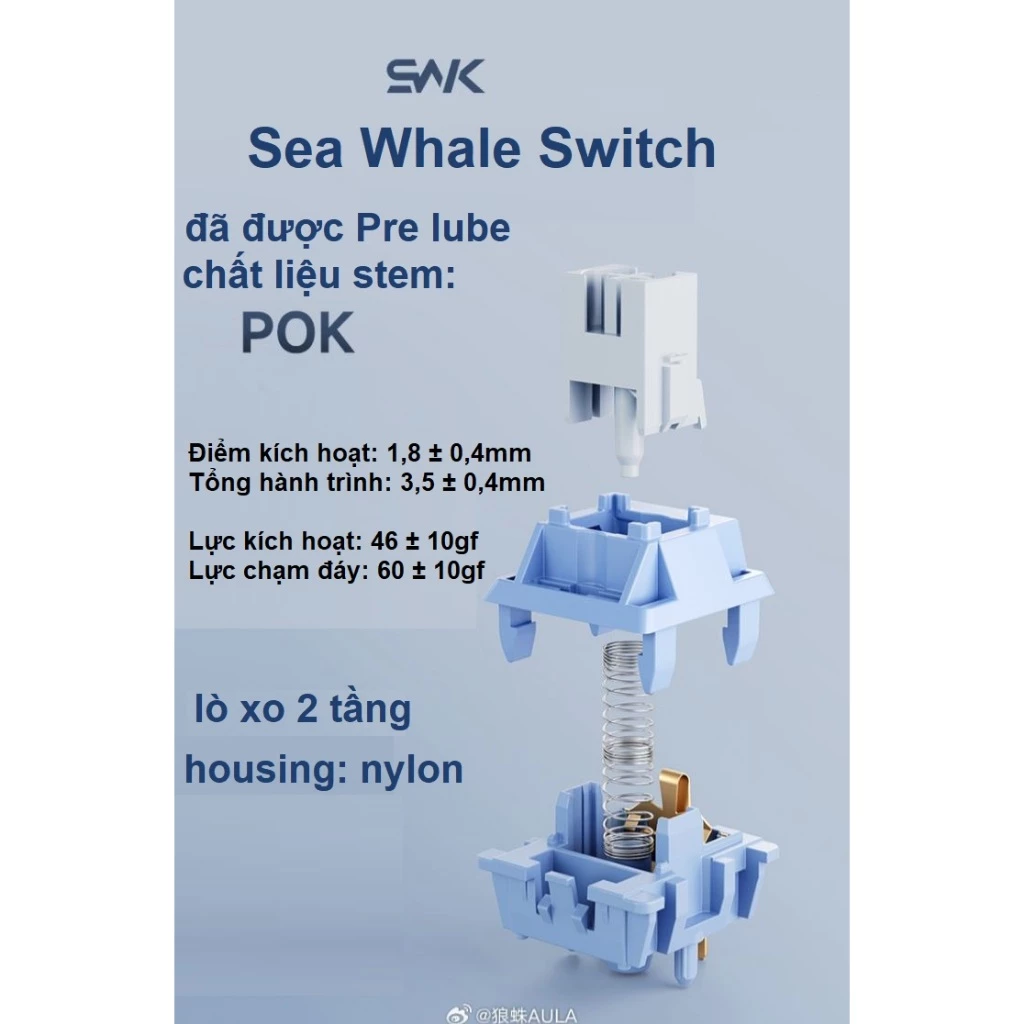 SWK
Sea Whale Switch
đã được Pre lube
chất liệu stem:
POK
Điểm kích hoạt: 1,8 ± 0,4mm
Tổng hành trình: 3,5 ± 0,4mm
Lực kích hoạt: 46 ± 10gf
Lực chạm đáy: 60 ± 10gf
lò xo 2 tầng
housing: nylon
@狼蛛AULA